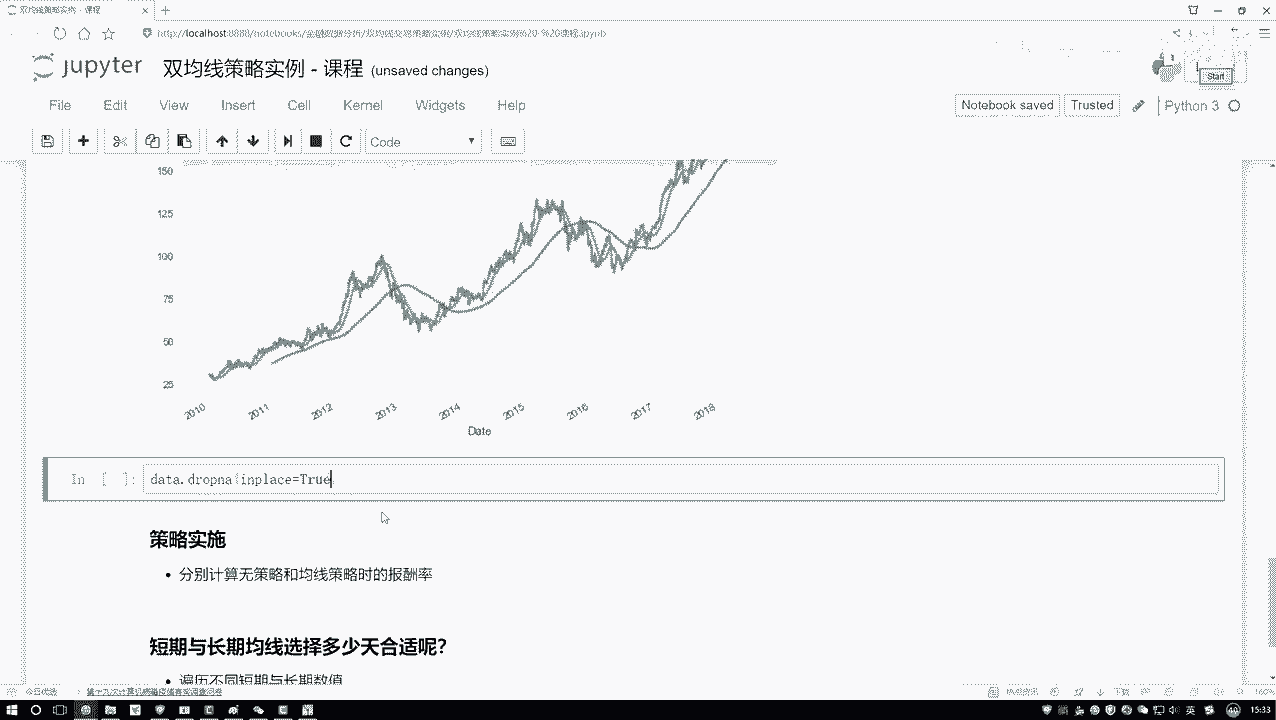 双均线策略实例 - 课程
jupyter 双均线策略实例 - 课程 (unsaved changes)
Start
File Edit View Insert Cell Kernel Widgets Help
Notebook saved Trusted Python 3
Code
150
125
100
75
50
25
2010 2011 2012 2013 2014 2015 2016 2017 2018
Date
In [ ]: data.dropna(inplace=True
策略实施
• 分别计算无策略和均线策略时的报酬率
短期与长期均线选择多少天合适呢?
• 遍历不同短期与长期数值
英
15:33